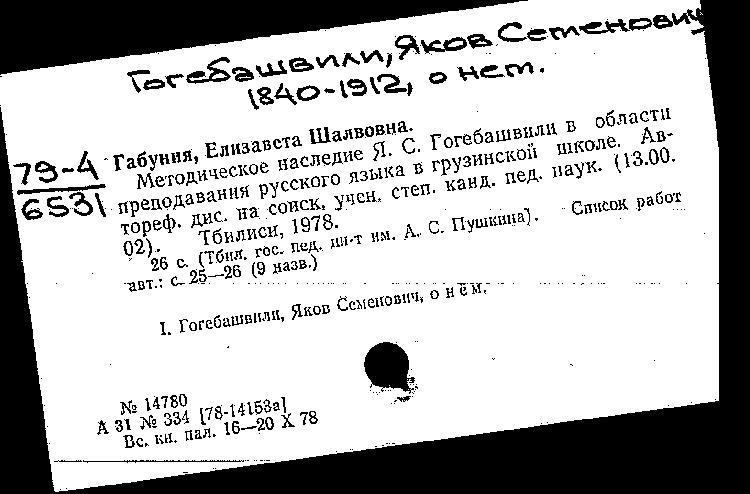 Гогебашвили, Яков Семенович
1840-1912, о нем.
79-4
6531
Габуния, Елизавета Шалвовна.
Методическое наследие Я. С. Гогебашвили в области
преподавания русского языка в грузинской школе. Ав-
тореф. дис. на соиск. учен. степ. канд. пед. наук. (13.00.
02). Тбилиси, 1978.
26 с. (Тбил. гос. пед. ин-т им. А. С. Пушкина). Список работ
авт.: с. 25—26 (9 назв.)
I. Гогебашвили, Яков Семенович, о нём.
№ 14780
А 31 № 334 [78-14153а]
Вс. кн. пал. 16—20 X 78